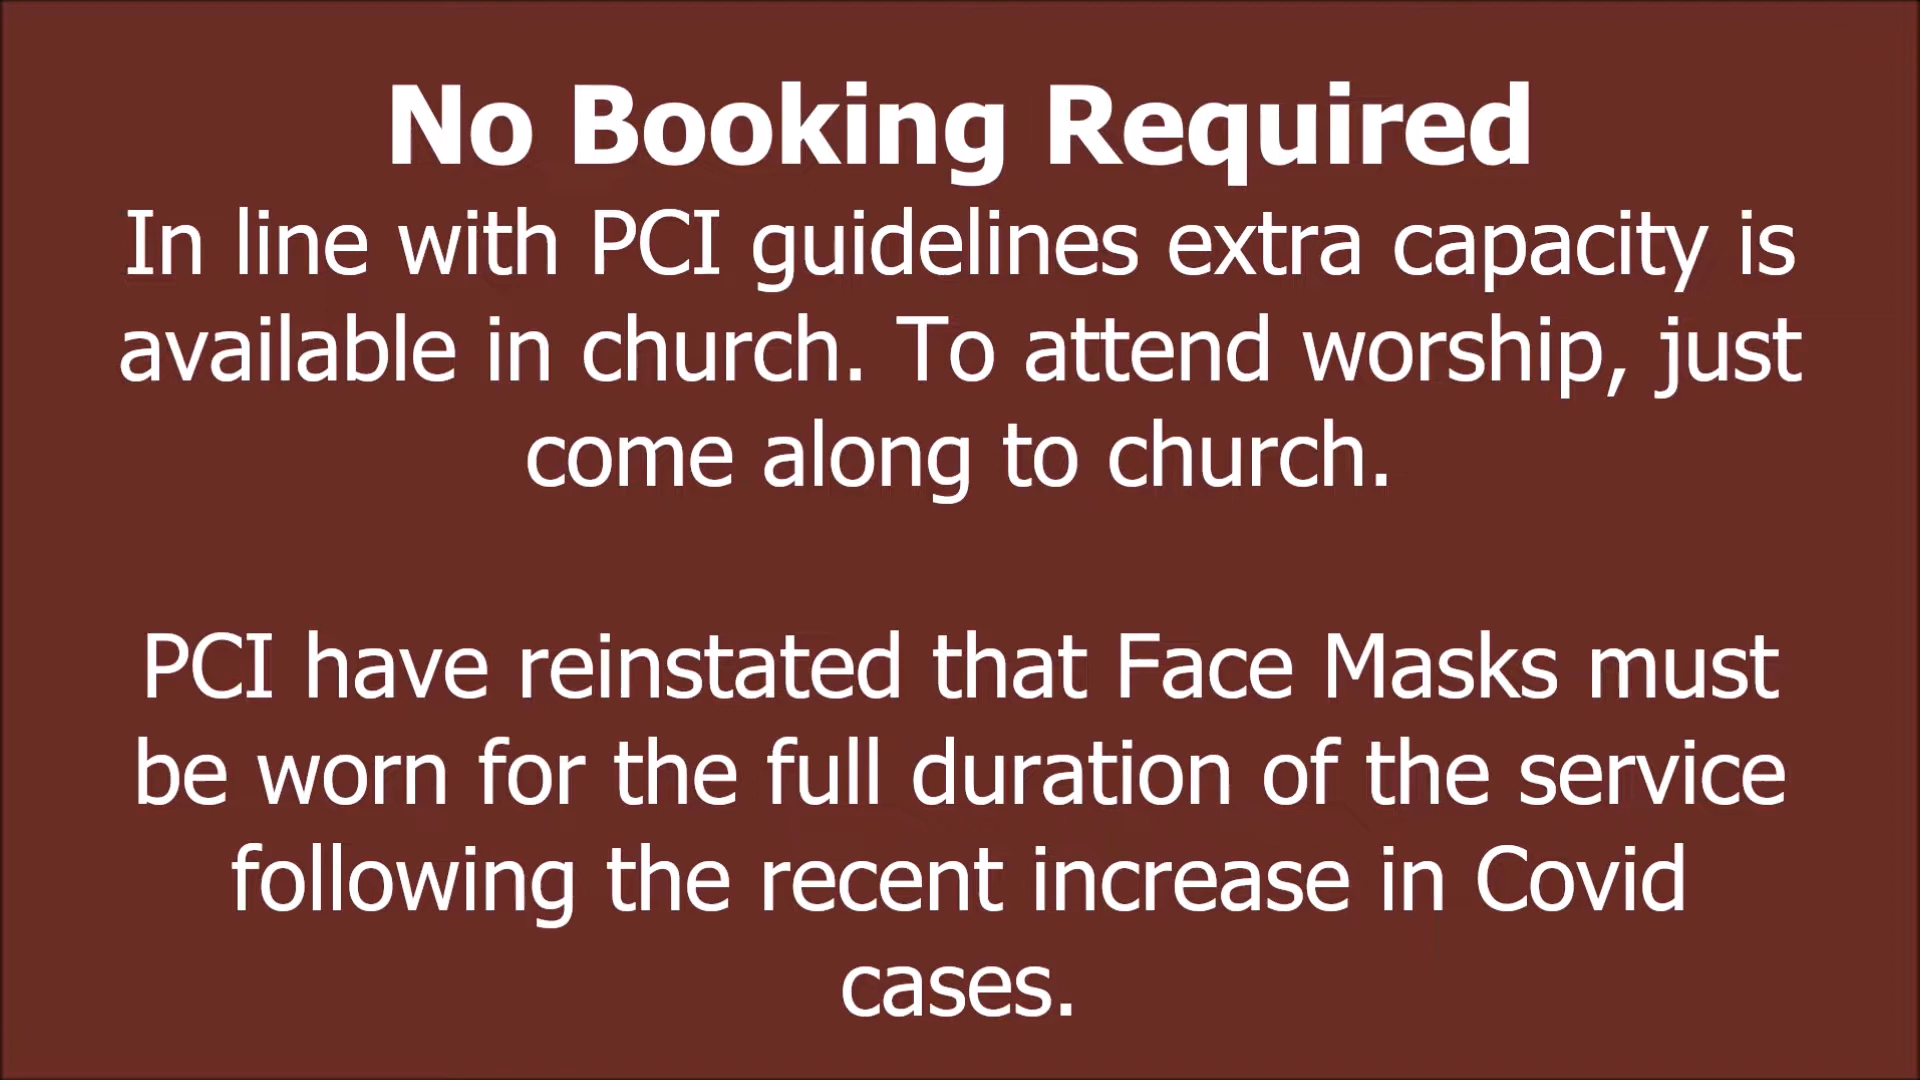 No Booking Required
In line with PCI guidelines extra capacity is
available in church. To attend worship, just
come along to church.
PCI have reinstated that Face Masks must
be worn for the full duration of the service
following the recent increase in Covid
cases.